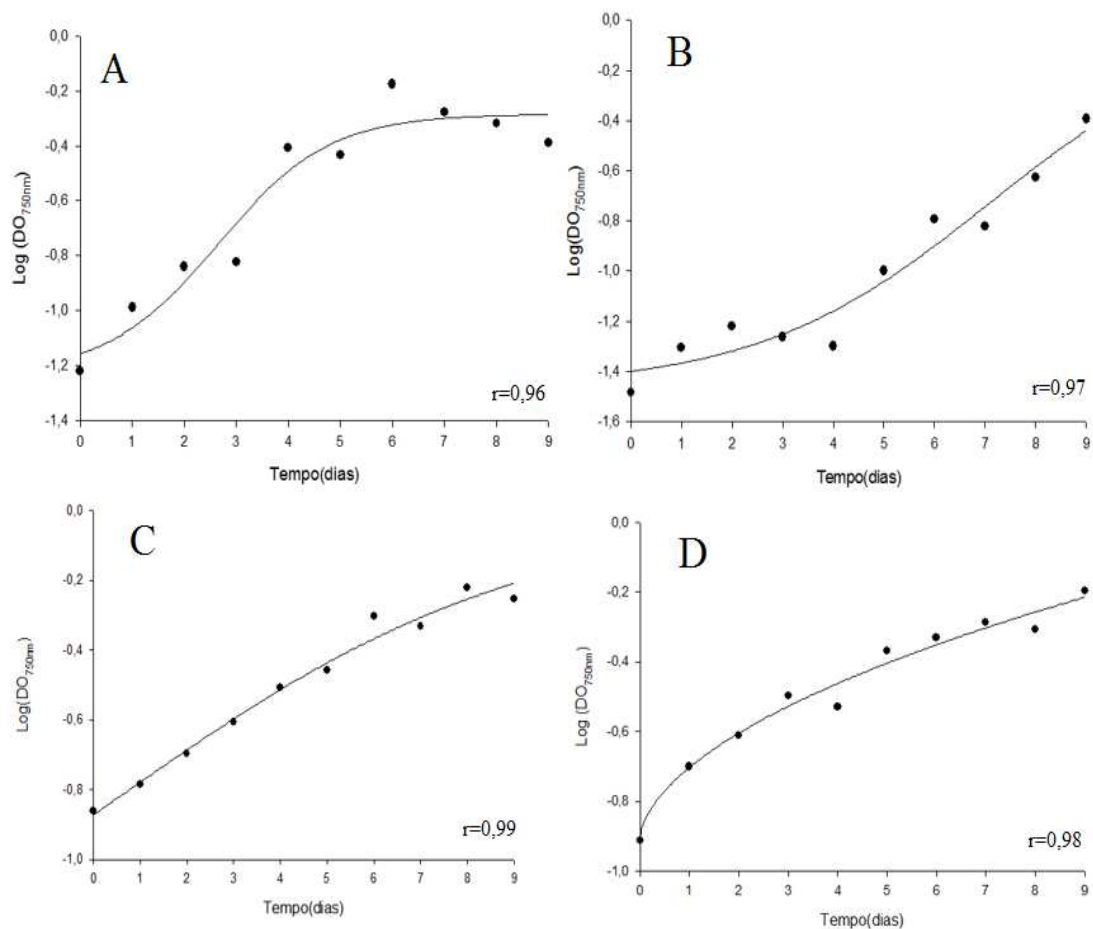 A
0,0
-0,2
-0,4
-0,6
-0,8
-1,0
-1,2
-1,4
Log (DO750nm)
0 1 2 3 4 5 6 7 8 9
Tempo(dias)
r=0,96
B
0,0
-0,2
-0,4
-0,6
-0,8
-1,0
-1,2
-1,4
-1,6
Log(DO750nm)
0 1 2 3 4 5 6 7 8 9
Tempo(dias)
r=0,97
C
0,0
-0,2
-0,4
-0,6
-0,8
-1,0
Log(DO750nm)
0 1 2 3 4 5 6 7 8 9
Tempo(dias)
r=0,99
D
0,0
-0,2
-0,4
-0,6
-0,8
-1,0
Log (DO750nm)
0 1 2 3 4 5 6 7 8 9
Tempo(dias)
r=0,98